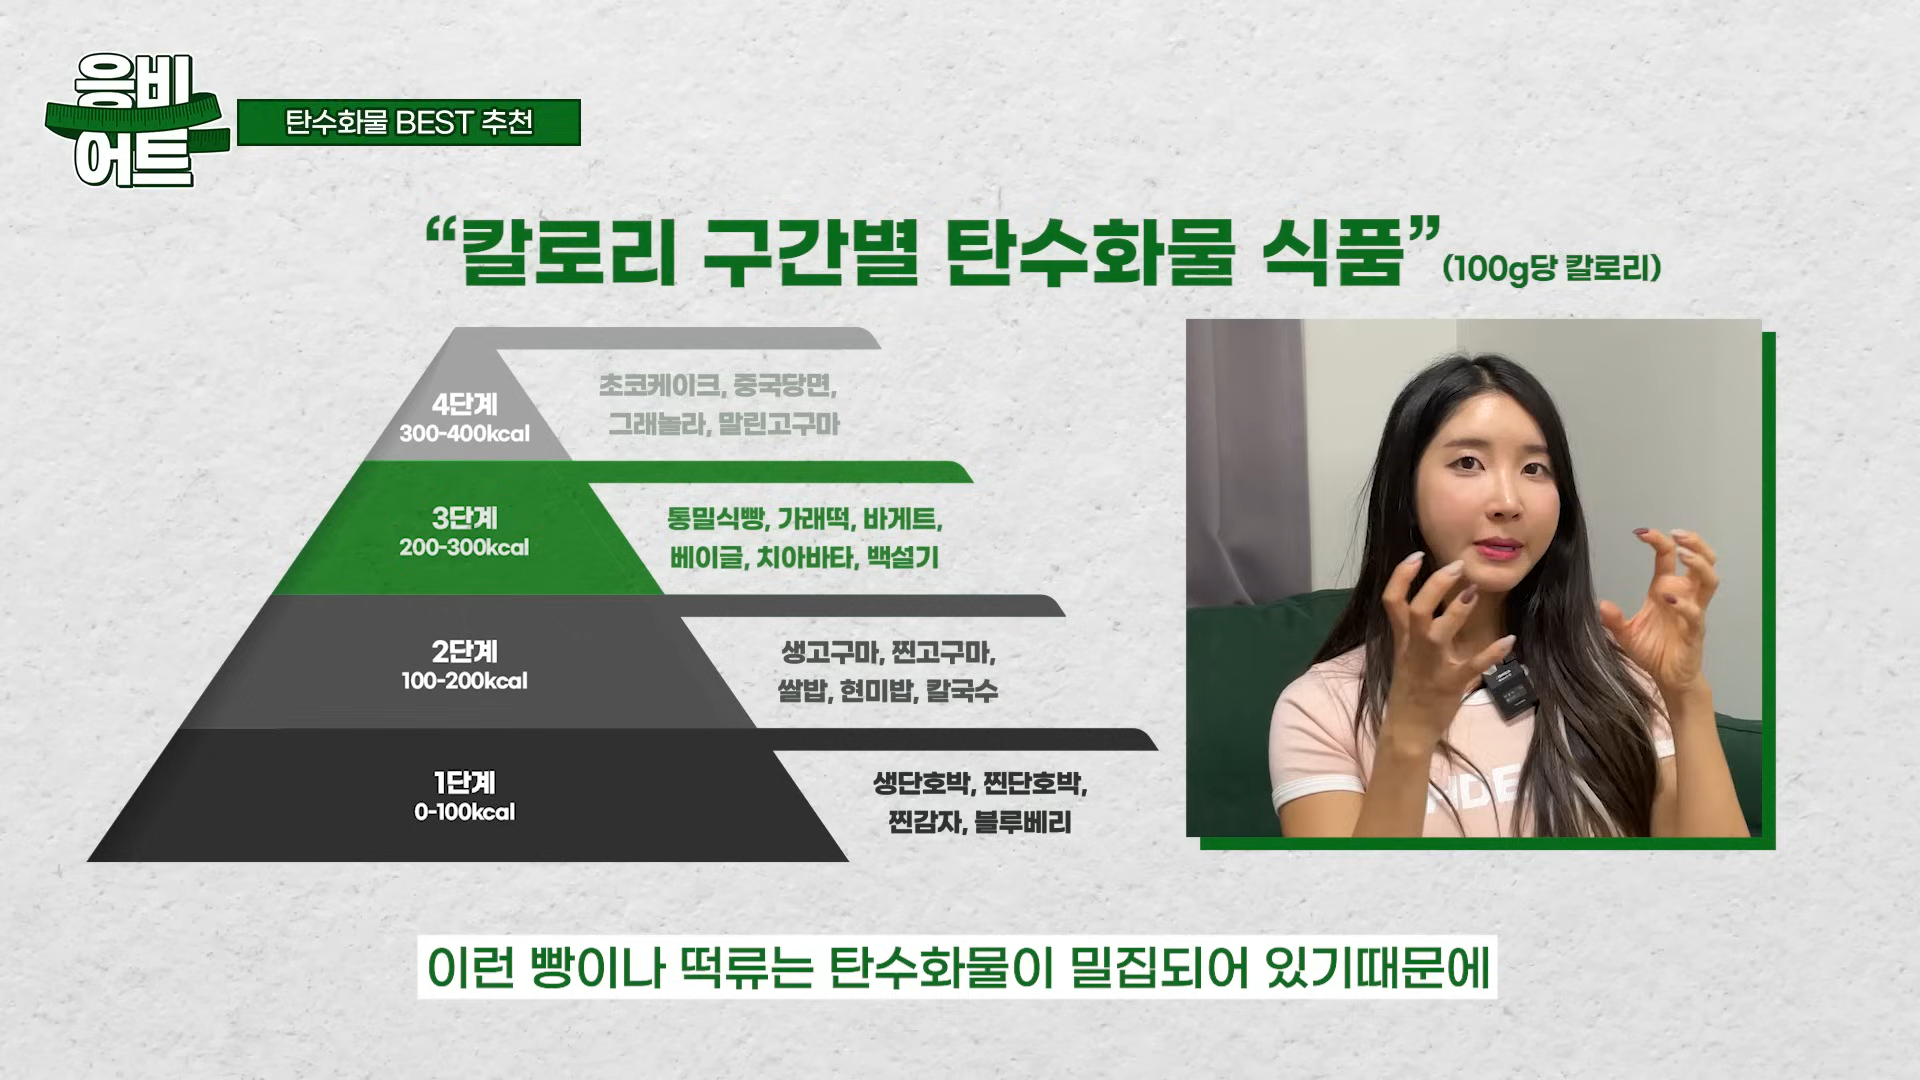 응비
어트
탄수화물 BEST 추천
“칼로리 구간별 탄수화물 식품”(100g당 칼로리)
4단계
300-400kcal
초코케이크, 중국당면,
그래놀라, 말린고구마
3단계
200-300kcal
통밀식빵, 가래떡, 바게트,
베이글, 치아바타, 백설기
2단계
100-200kcal
생고구마, 찐고구마,
쌀밥, 현미밥, 칼국수
1단계
0-100kcal
생단호박, 찐단호박,
찐감자, 블루베리
이런 빵이나 떡류는 탄수화물이 밀집되어 있기때문에